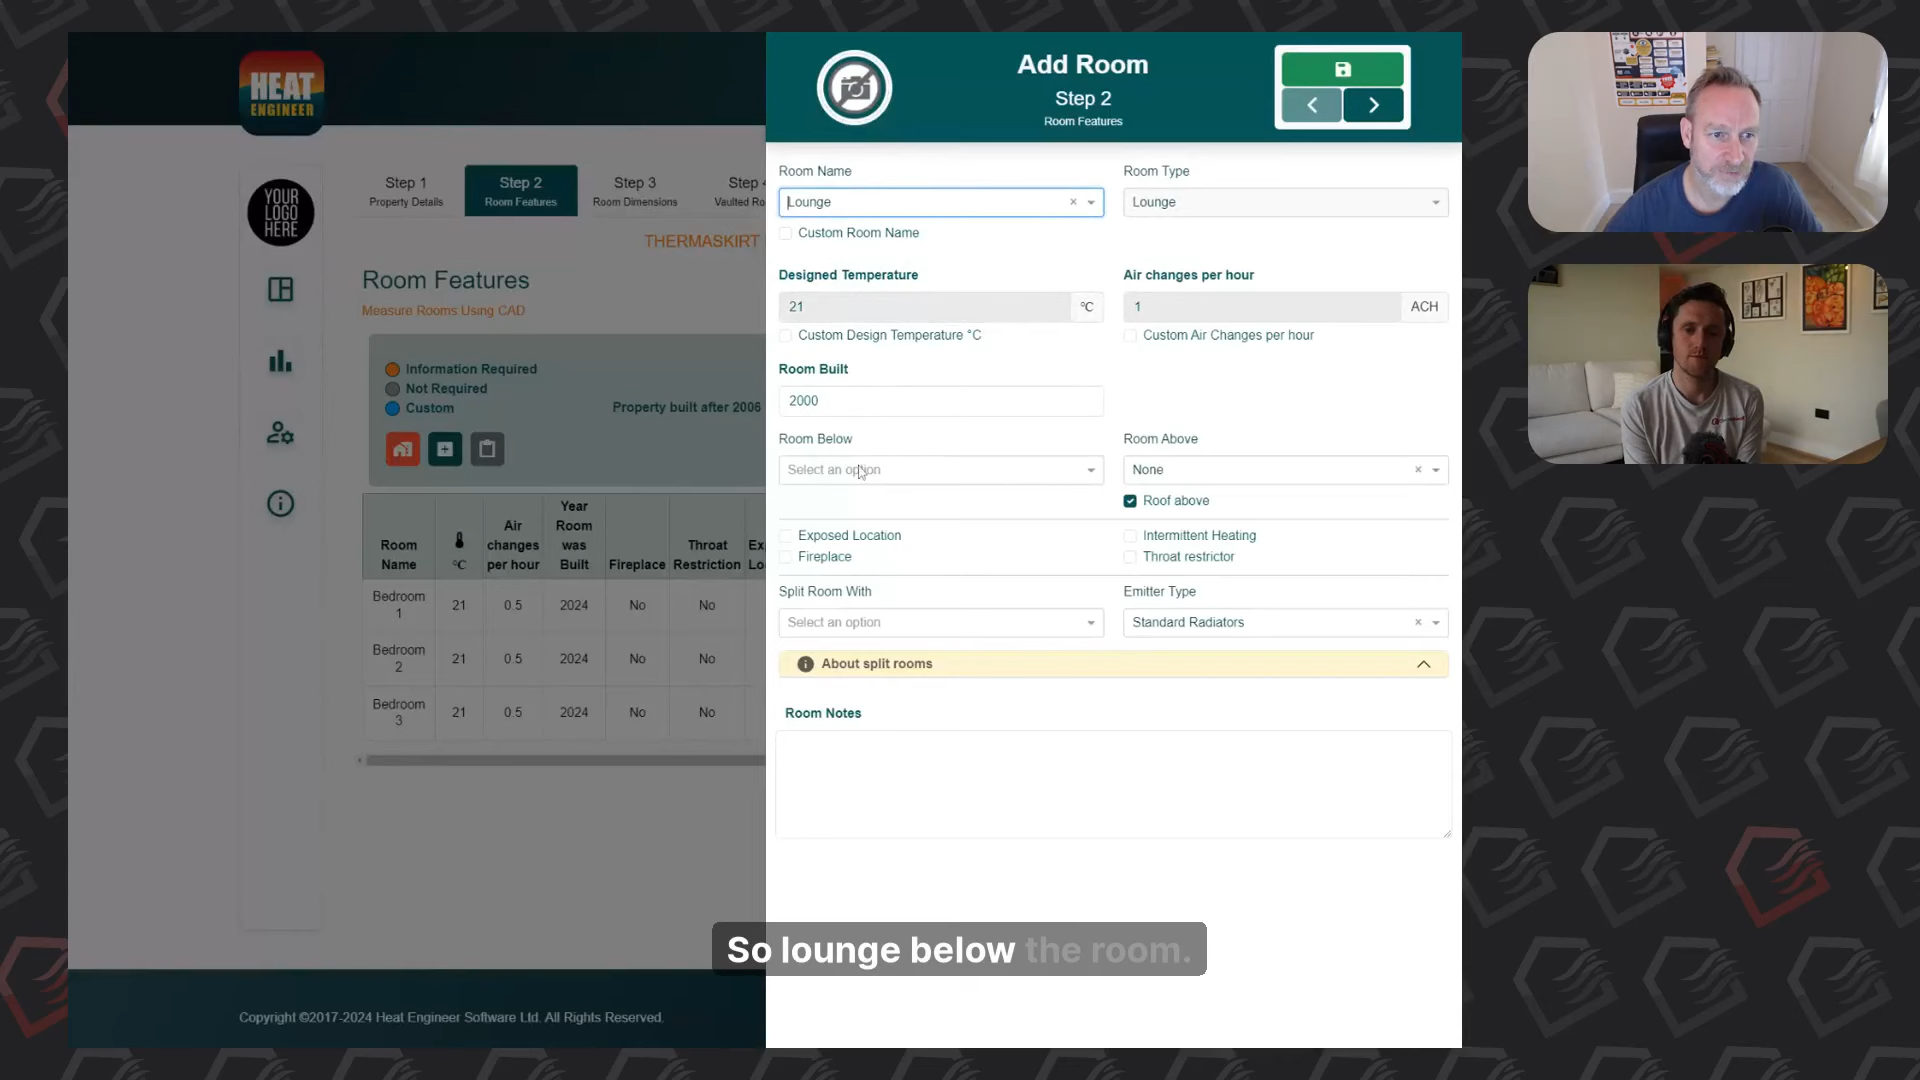 HEAT
ENGINEER
Add Room
Step 2
Room Features
YOUR
LOGO
HERE
Step 1
Property Details
Step 2
Room Features
Step 3
Room Dimensions
Step 4
Vaulted Ro
THERMASKIRT
Room Features
Measure Rooms Using CAD
Information Required
Not Required
Custom
Property built after 2006
Room Name
°C
Air changes per hour
Year Room was Built
Fireplace
Throat Restriction
Ex
Lo
Bedroom 1
21
0.5
2024
No
No
Bedroom 2
21
0.5
2024
No
No
Bedroom 3
21
0.5
2024
No
No
Copyright ©2017-2024 Heat Engineer Software Ltd. All Rights Reserved.
Room Name
Room Type
Lounge
Lounge
Custom Room Name
Designed Temperature
Air changes per hour
21 °C
1 ACH
Custom Design Temperature °C
Custom Air Changes per hour
Room Built
2000
Room Below
Room Above
Select an option
None
Roof above
Exposed Location
Intermittent Heating
Fireplace
Throat restrictor
Split Room With
Emitter Type
Select an option
Standard Radiators
About split rooms
Room Notes
So lounge below the room.